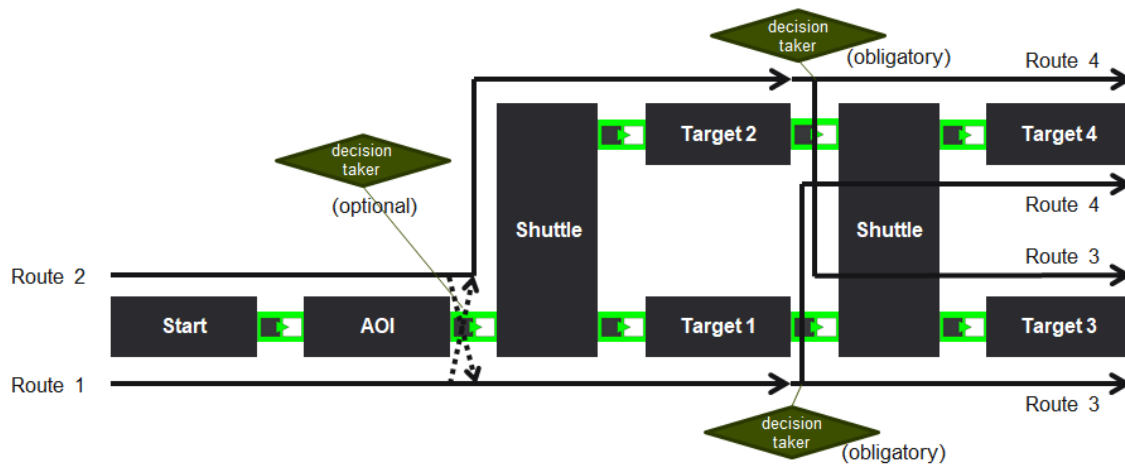 decision
taker
(obligatory)
Route 4
Target 2
Target 4
decision
taker
(optional)
Route 4
Shuttle
Shuttle
Route 3
Route 2
Start
AOI
Target 1
Target 3
Route 1
Route 3
decision
taker
(obligatory)